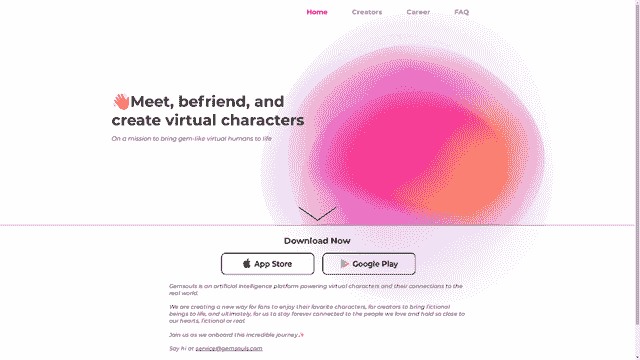 Home Creators Career FAQ
👋Meet, befriend, and
create virtual characters
On a mission to bring gem-like virtual humans to life
Download Now
App Store Google Play
Gemsouls is an artificial intelligence platform powering virtual characters and their connections to the
real world.
We are creating a new way for fans to enjoy their favorite characters, for creators to bring fictional
beings to life, and ultimately, for us to stay forever connected to the people we love and hold so close to
our hearts, fictional or real.
Join us as we onboard this incredible journey✨
Say hi at service@gemsouls.com